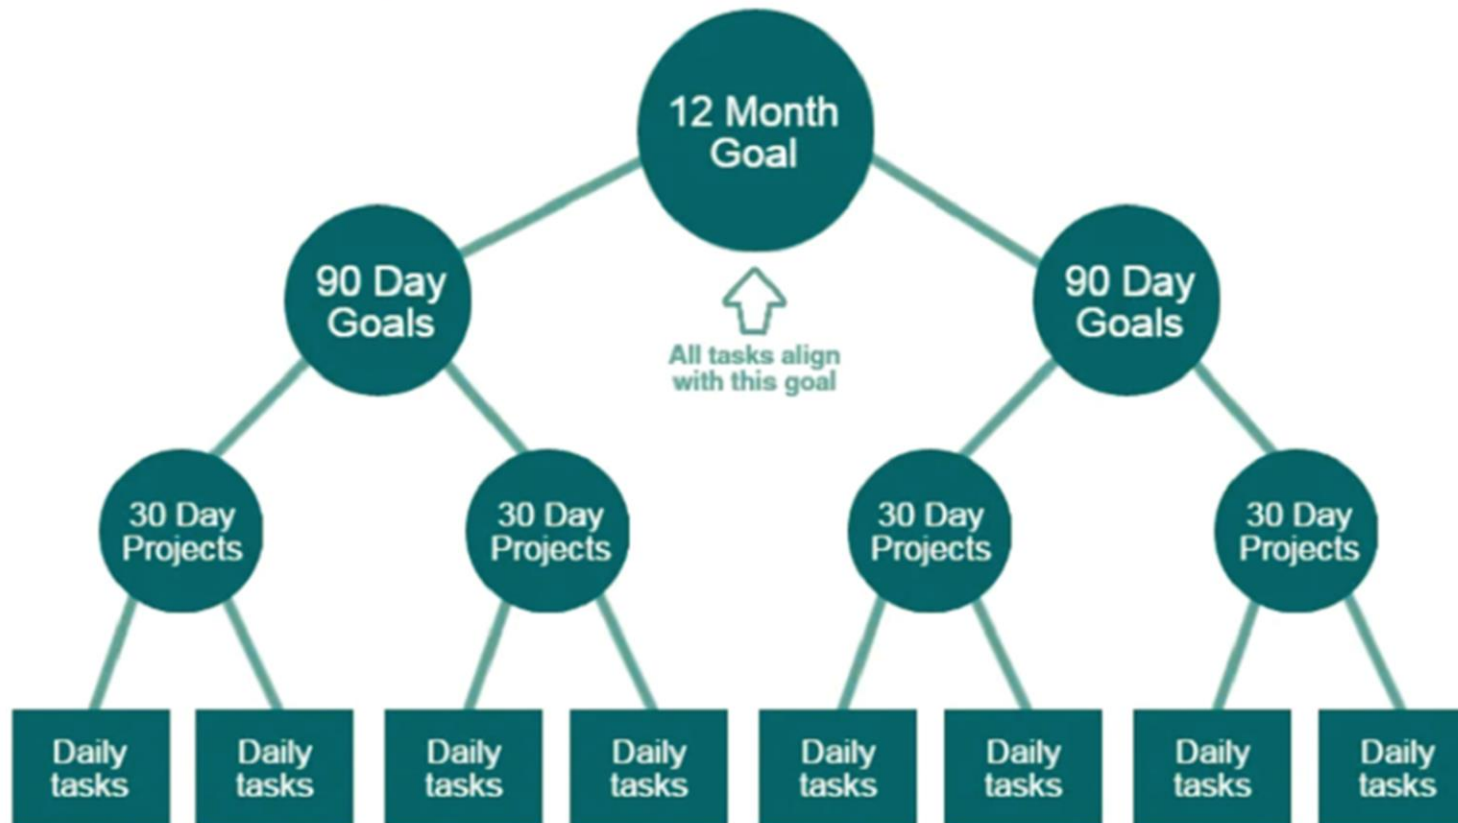 12 Month
Goal
90 Day
Goals
90 Day
Goals
All tasks align
with this goal
30 Day
Projects
30 Day
Projects
30 Day
Projects
30 Day
Projects
Daily
tasks
Daily
tasks
Daily
tasks
Daily
tasks
Daily
tasks
Daily
tasks
Daily
tasks
Daily
tasks